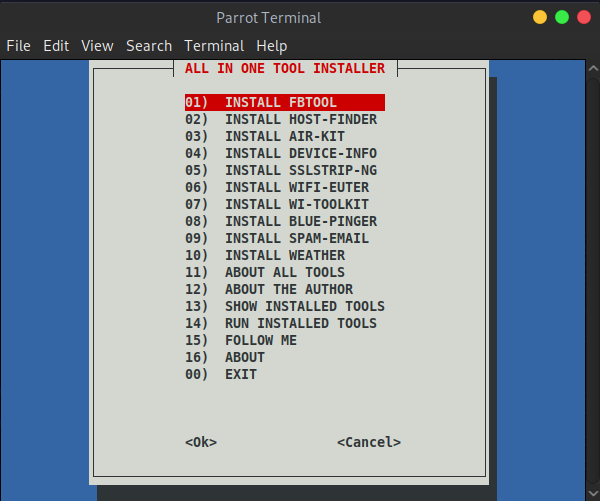 Parrot Terminal
File Edit View Search Terminal Help
ALL IN ONE TOOL INSTALLER
01) INSTALL FBTOOL
02) INSTALL HOST-FINDER
03) INSTALL AIR-KIT
04) INSTALL DEVICE-INFO
05) INSTALL SSLSTRIP-NG
06) INSTALL WIFI-EUTER
07) INSTALL WI-TOOLKIT
08) INSTALL BLUE-PINGER
09) INSTALL SPAM-EMAIL
10) INSTALL WEATHER
11) ABOUT ALL TOOLS
12) ABOUT THE AUTHOR
13) SHOW INSTALLED TOOLS
14) RUN INSTALLED TOOLS
15) FOLLOW ME
16) ABOUT
00) EXIT
<Ok> <Cancel>